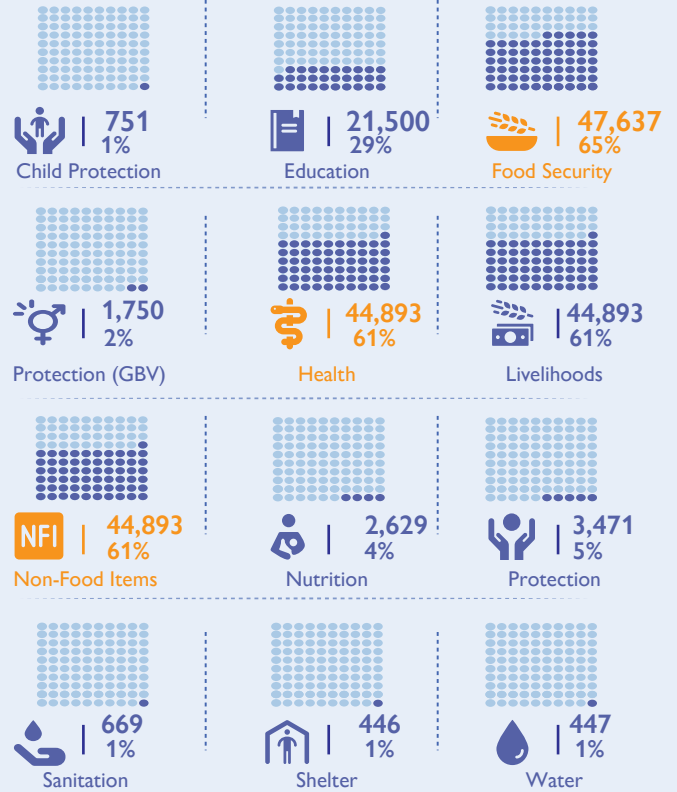 751
1%
Child Protection
21,500
29%
Education
47,637
65%
Food Security
1,750
2%
Protection (GBV)
44,893
61%
Health
44,893
61%
Livelihoods
NFI
44,893
61%
Non-Food Items
2,629
4%
Nutrition
3,471
5%
Protection
669
1%
Sanitation
446
1%
Shelter
447
1%
Water